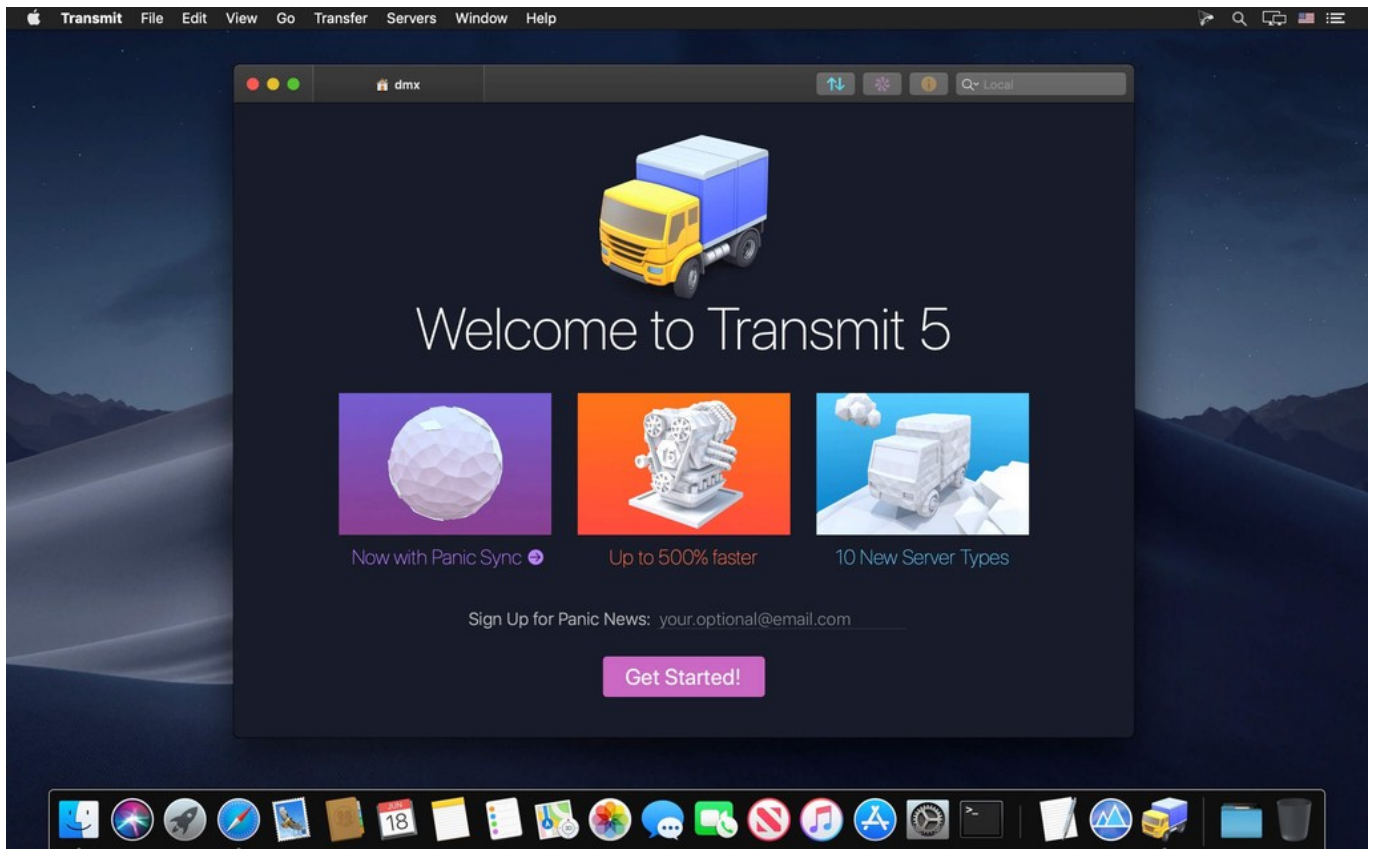 Transmit File Edit View Go Transfer Servers Window Help
dmx
Local
Welcome to Transmit 5
Now with Panic Sync
Up to 500% faster
10 New Server Types
Sign Up for Panic News: your.optional@email.com
Get Started!
JUN
18